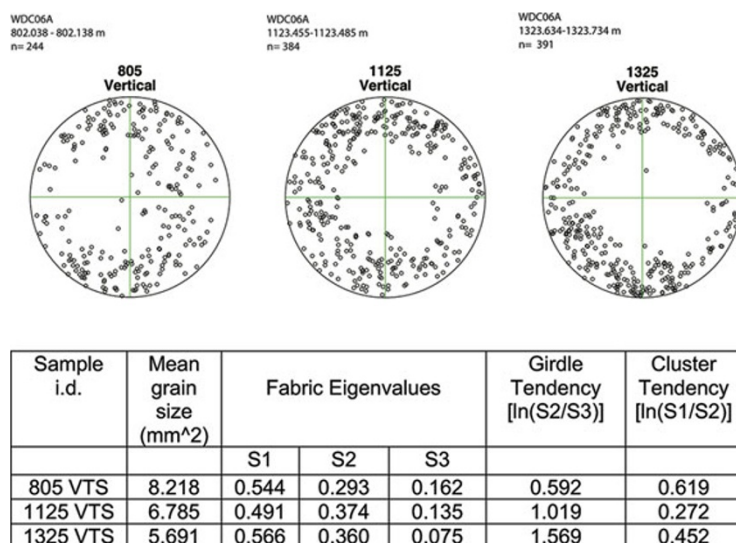 WDC06A
802.038 - 802.138 m
n= 244
805
Vertical
WDC06A
1123.455-1123.485 m
n= 384
1125
Vertical
WDC06A
1323.634-1323.734 m
n= 391
1325
Vertical
Sample i.d. Mean grain size (mm^2) Fabric Eigenvalues Girdle Tendency [ln(S2/S3)] Cluster Tendency [ln(S1/S2)]
S1 S2 S3
805 VTS 8.218 0.544 0.293 0.162 0.592 0.619
1125 VTS 6.785 0.491 0.374 0.135 1.019 0.272
1325 VTS 5.691 0.566 0.360 0.075 1.569 0.452